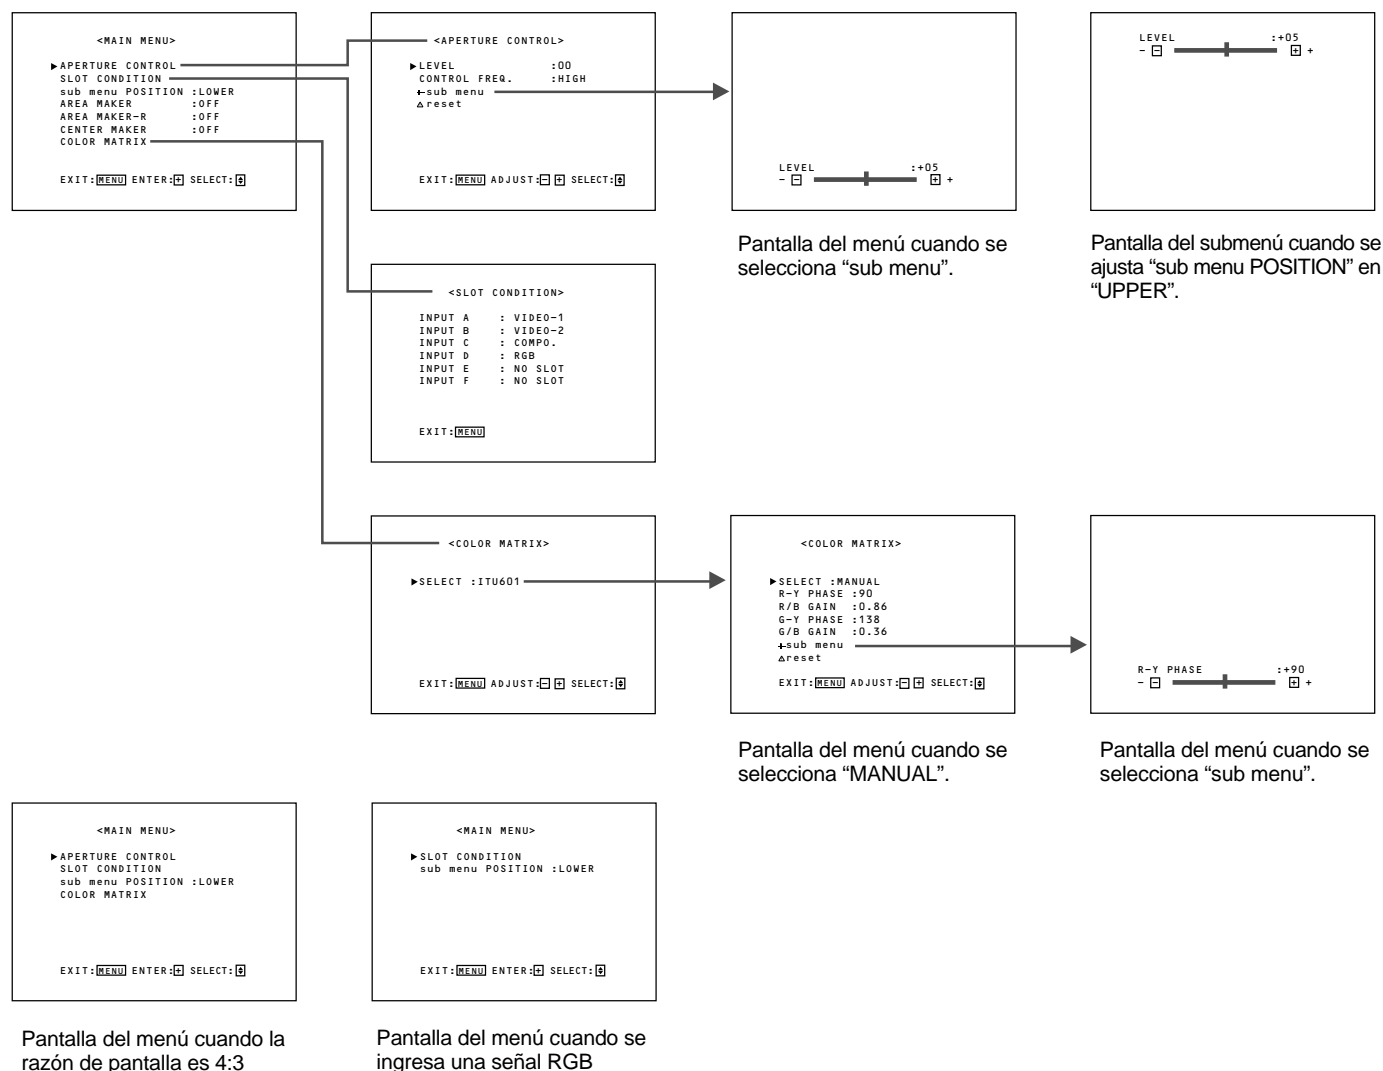 <MAIN MENU>
▶APERTURE CONTROL
SLOT CONDITION
sub menu POSITION :LOWER
AREA MAKER :OFF
AREA MAKER-R :OFF
CENTER MAKER :OFF
COLOR MATRIX
EXIT:MENU ENTER:+ SELECT:
<APERTURE CONTROL>
▶LEVEL :00
CONTROL FREQ. :HIGH
+sub menu
△reset
EXIT:MENU ADJUST:- + SELECT:
LEVEL :+05
- - + +
Pantalla del menú cuando se
selecciona “sub menu”.
LEVEL :+05
- - + +
Pantalla del submenú cuando se
ajusta “sub menu POSITION” en
“UPPER”.
<SLOT CONDITION>
INPUT A : VIDEO-1
INPUT B : VIDEO-2
INPUT C : COMPO.
INPUT D : RGB
INPUT E : NO SLOT
INPUT F : NO SLOT
EXIT:MENU
<COLOR MATRIX>
▶SELECT :ITU601
EXIT:MENU ADJUST:- + SELECT:
<COLOR MATRIX>
▶SELECT :MANUAL
R-Y PHASE :90
R/B GAIN :0.86
G-Y PHASE :138
G/B GAIN :0.36
+sub menu
△reset
EXIT:MENU ADJUST:- + SELECT:
Pantalla del menú cuando se
selecciona “MANUAL”.
R-Y PHASE :+90
- - + +
Pantalla del menú cuando se
selecciona “sub menu”.
<MAIN MENU>
▶APERTURE CONTROL
SLOT CONDITION
sub menu POSITION :LOWER
COLOR MATRIX
EXIT:MENU ENTER:+ SELECT:
Pantalla del menú cuando la
razón de pantalla es 4:3
<MAIN MENU>
▶SLOT CONDITION
sub menu POSITION :LOWER
EXIT:MENU ENTER:+ SELECT:
Pantalla del menú cuando se
ingresa una señal RGB